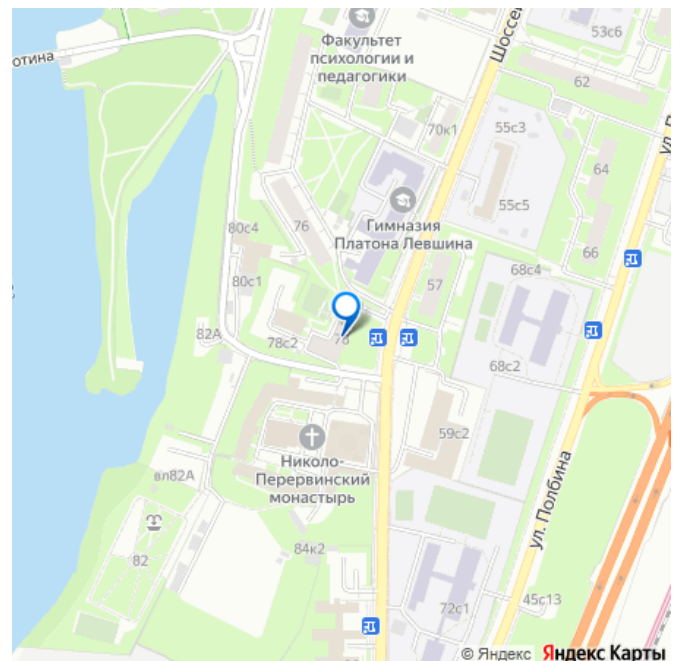 отина
Факультет
психологии и
педагогики
Шоссе
53с6
62
70к1
55с3
ул. П
64
55с5
Гимназия
Платона Левшина
76
80с4
66
68с4
57
80с1
82А
78с2
78
68с2
59с2
Николо-
Перервинский
монастырь
вл82А
ул. Полбина
84к2
82
45с13
72с1
© Яндекс Яндекс Карты